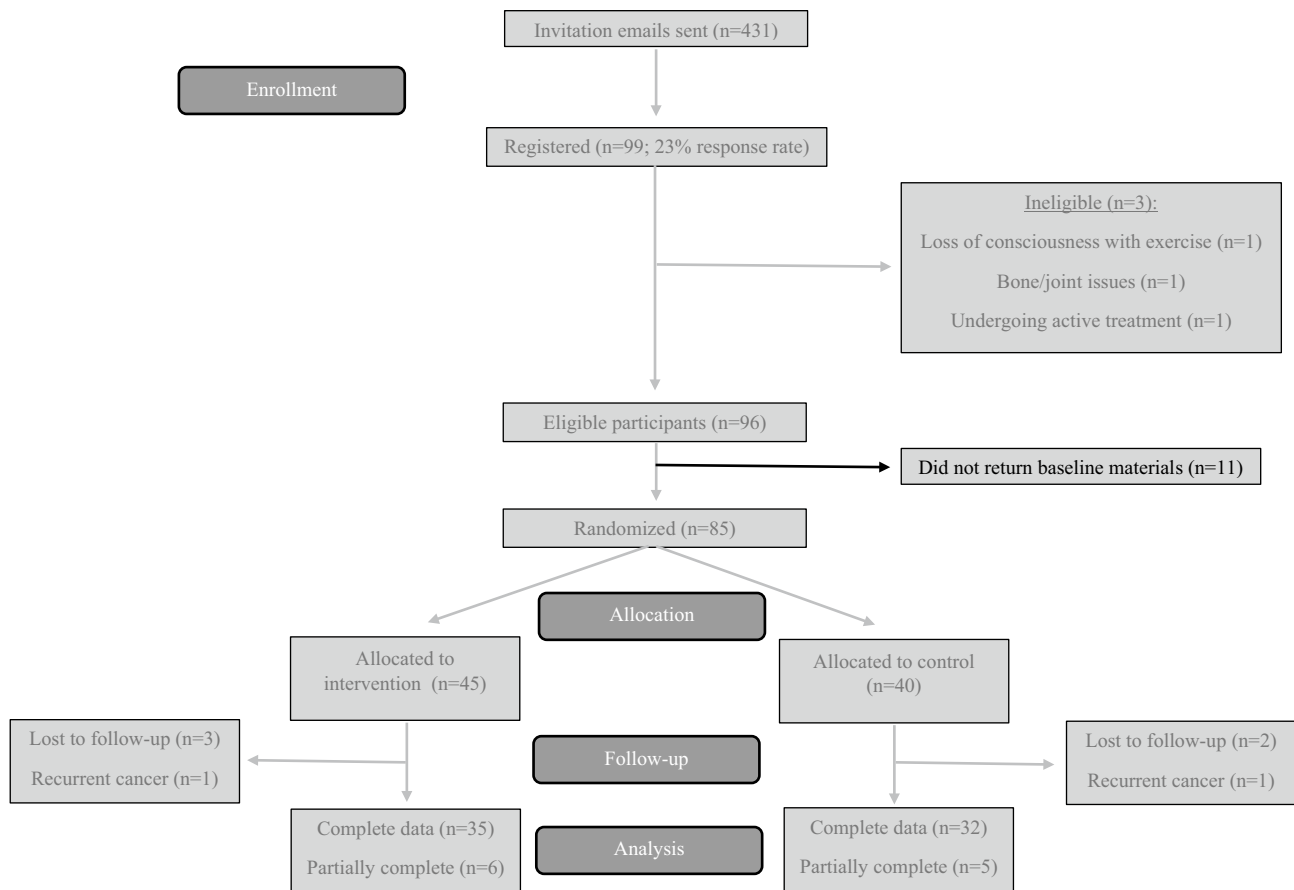 Invitation emails sent (n=431)
Enrollment
Registered (n=99; 23% response rate)
Ineligible (n=3):
Loss of consciousness with exercise (n=1)
Bone/joint issues (n=1)
Undergoing active treatment (n=1)
Eligible participants (n=96)
Did not return baseline materials (n=11)
Randomized (n=85)
Allocation
Allocated to
intervention (n=45)
Allocated to control
(n=40)
Lost to follow-up (n=3)
Recurrent cancer (n=1)
Follow-up
Lost to follow-up (n=2)
Recurrent cancer (n=1)
Complete data (n=35)
Partially complete (n=6)
Analysis
Complete data (n=32)
Partially complete (n=5)